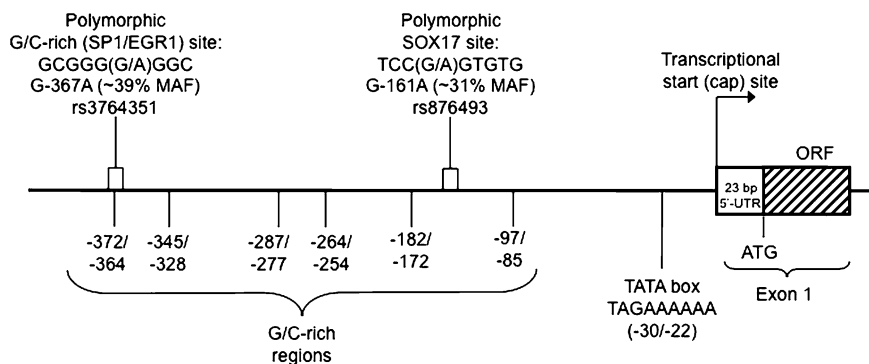 Polymorphic
G/C-rich (SP1/EGR1) site:
GCGGG(G/A)GGC
G-367A (~39% MAF)
rs3764351
Polymorphic
SOX17 site:
TCC(G/A)GTGTG
G-161A (~31% MAF)
rs876493
Transcriptional
start (cap) site
ORF
23 bp
5´-UTR
-372/
-364
-345/
-328
-287/
-277
-264/
-254
-182/
-172
-97/
-85
ATG
TATA box
TAGAAAAAA
(-30/-22)
Exon 1
G/C-rich
regions